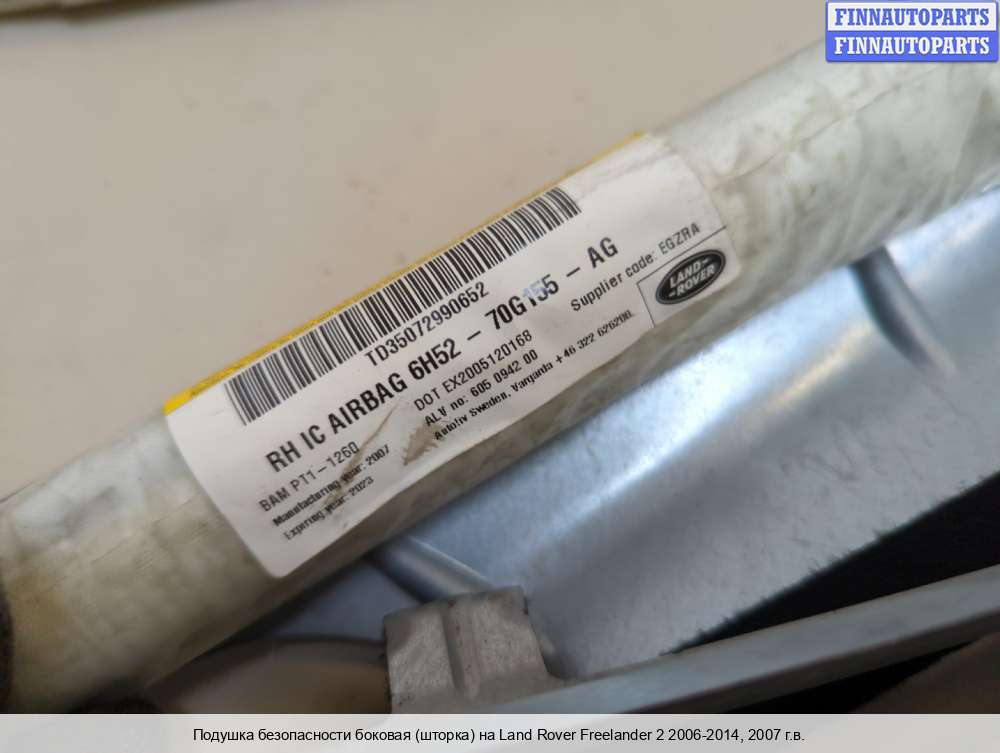 FINNAUTOPARTS
FINNAUTOPARTS
TD35072990652
RH IC AIRBAG 6H52 - 70G155 - AG
BAM PT1-1260
DOT EX2005120168
Supplier code: EGZRA
Manufacturing year: 2007
ALV no: 605 0942 00
Expiring year: 2023
Autoliv Sweden, Vargarda +46 322 626200.
LAND-
-ROVER
Подушка безопасности боковая (шторка) на Land Rover Freelander 2 2006-2014, 2007 г.в.